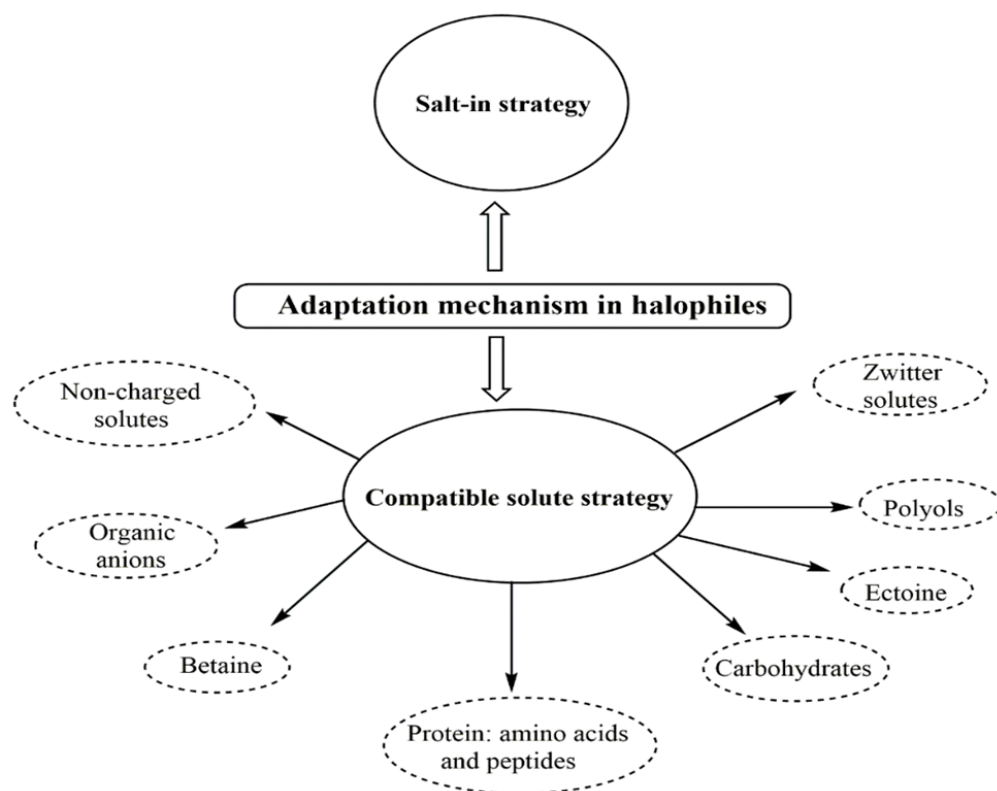 Salt-in strategy
Adaptation mechanism in halophiles
Non-charged
solutes
Zwitter
solutes
Compatible solute strategy
Polyols
Organic
anions
Ectoine
Betaine
Carbohydrates
Protein: amino acids
and peptides